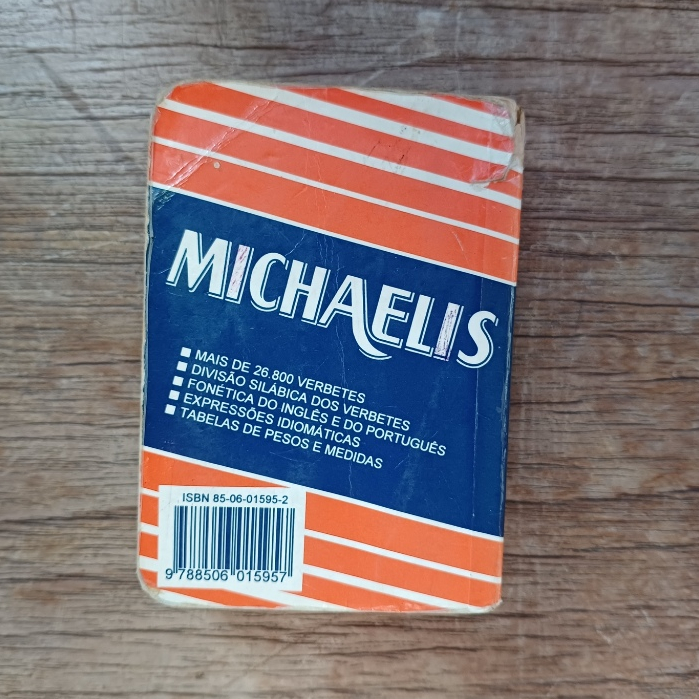 MICHAELIS
MAIS DE 26.800 VERBETES
DIVISÃO SILÁBICA DOS VERBETES
FONÉTICA DO INGLÊS E DO PORTUGUÊS
EXPRESSÕES IDIOMÁTICAS
TABELAS DE PESOS E MEDIDAS
ISBN 85-06-01595-2
9 788506 015957